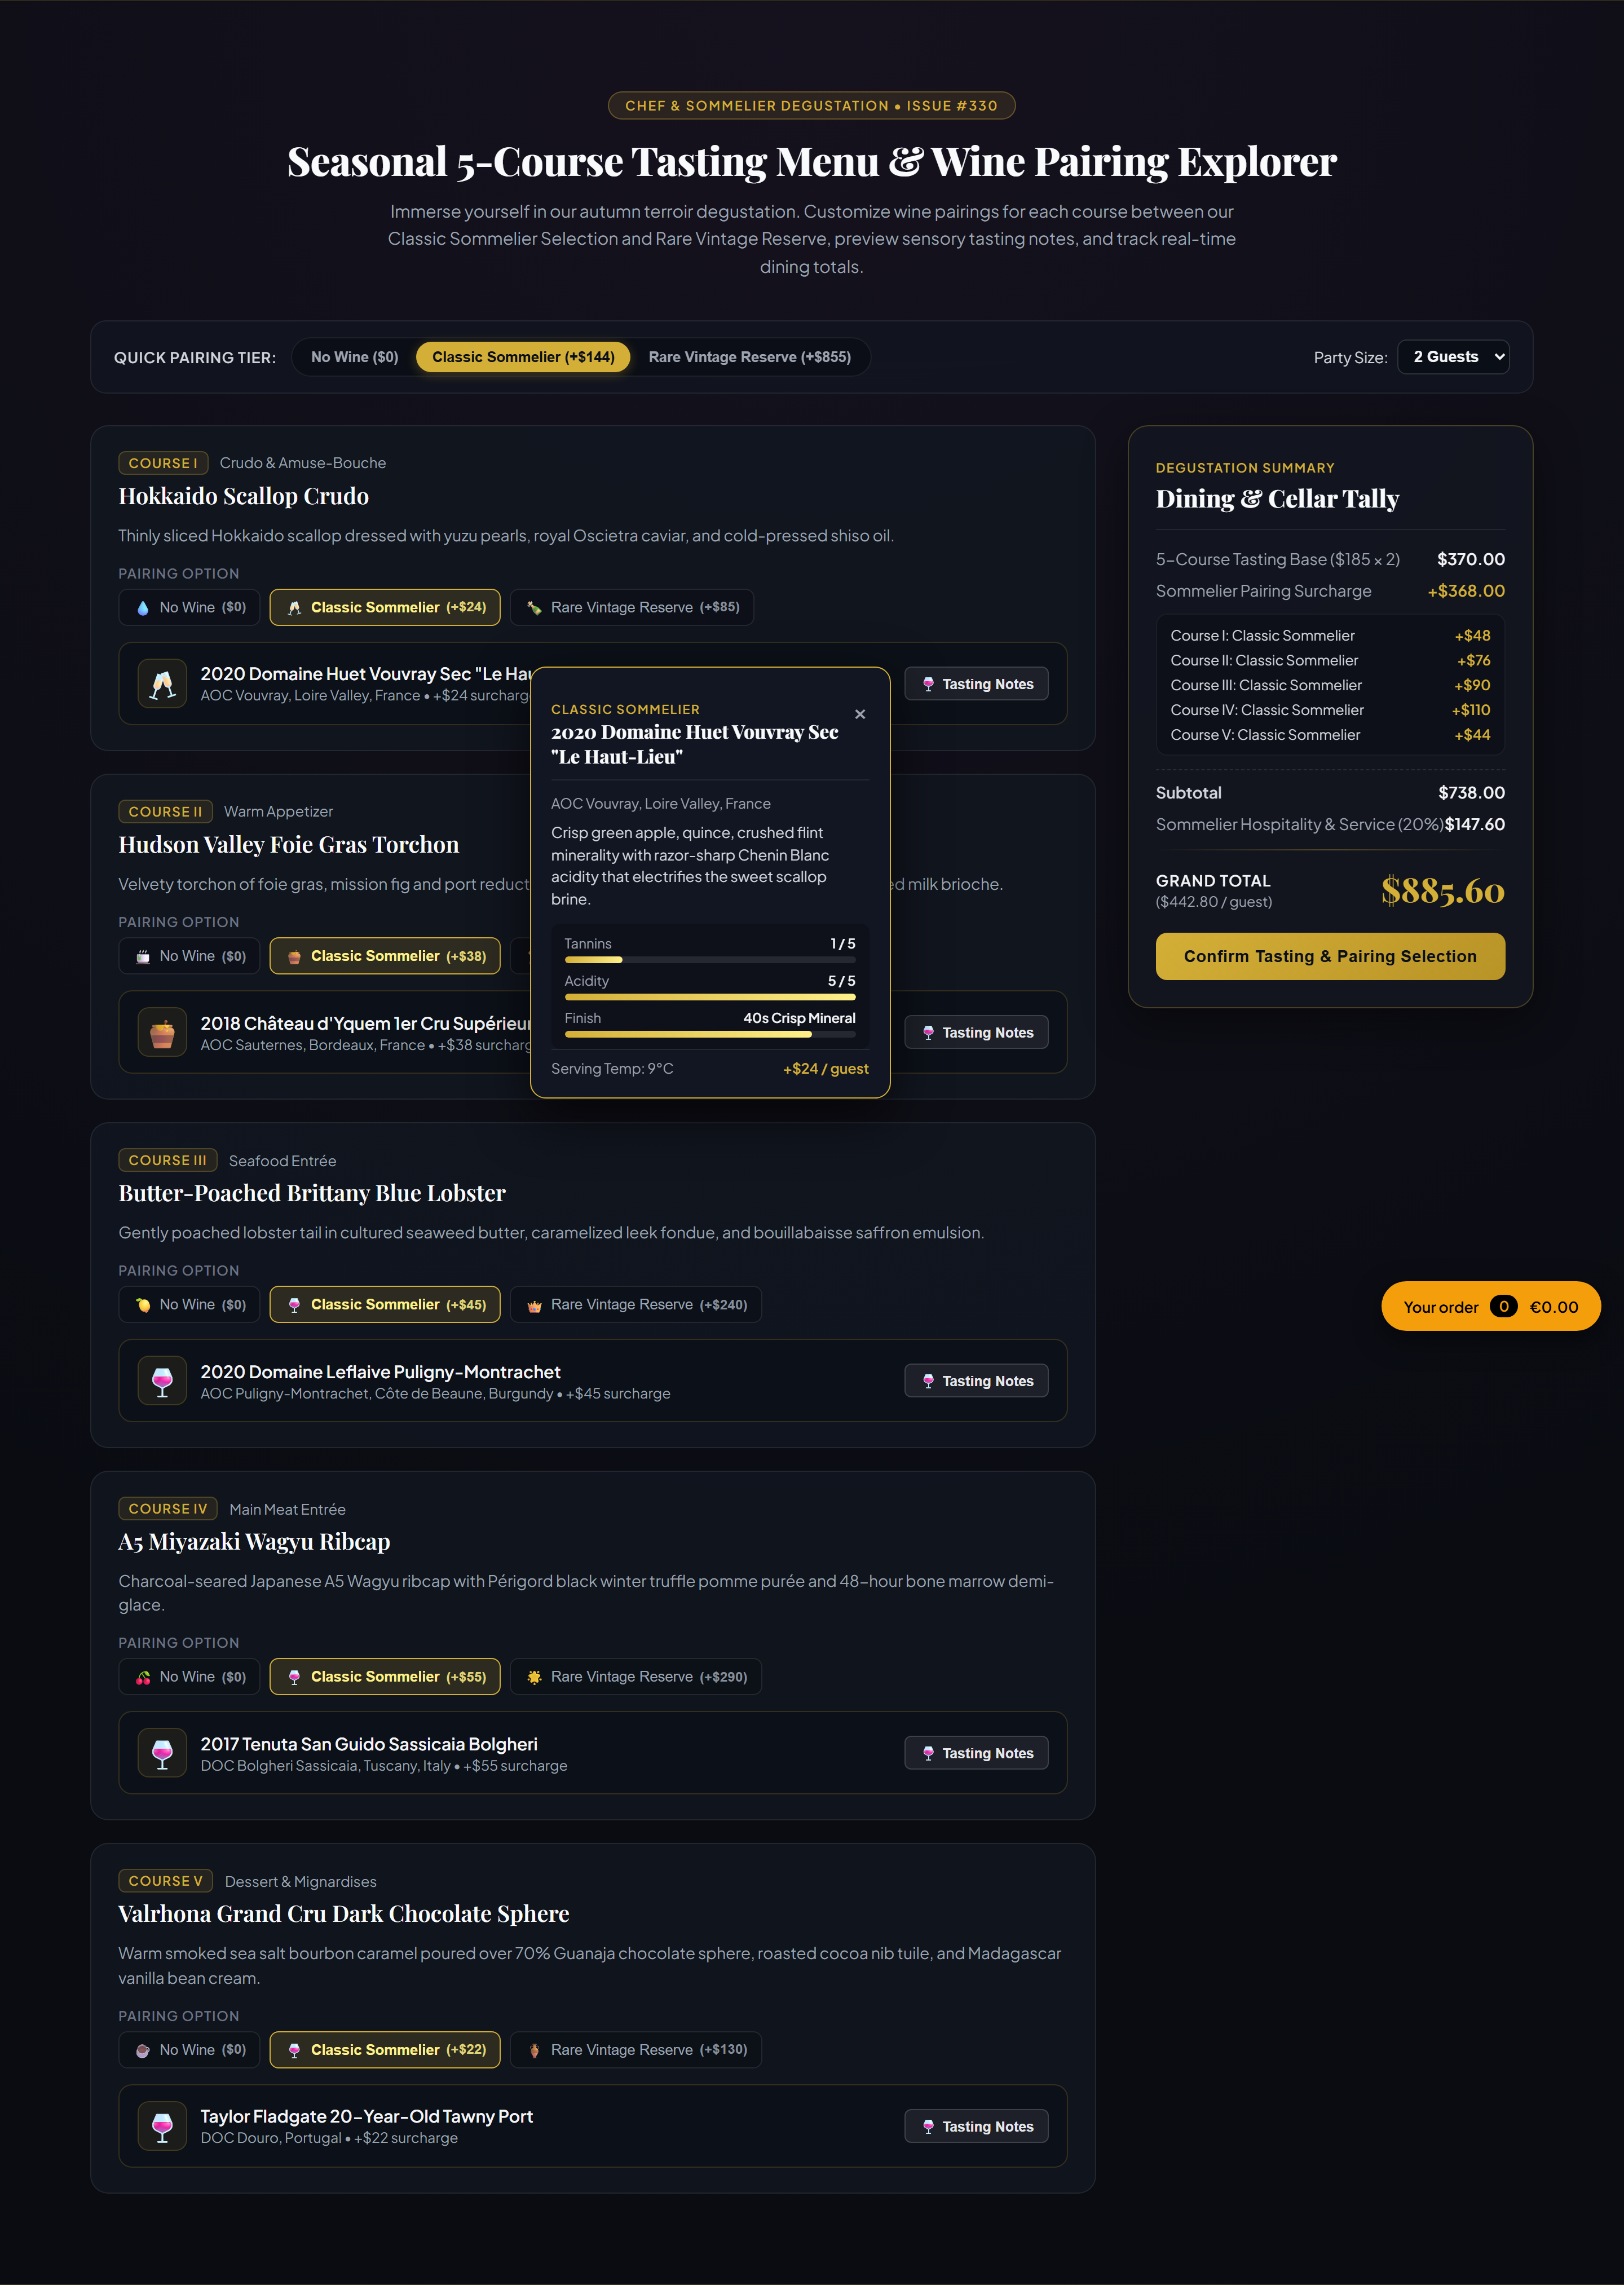 CHEF & SOMMELIER DEGUSTATION • ISSUE #330
Seasonal 5-Course Tasting Menu & Wine Pairing Explorer
Immerse yourself in our autumn terroir degustation. Customize wine pairings for each course between our
Classic Sommelier Selection and Rare Vintage Reserve, preview sensory tasting notes, and track real-time
dining totals.
QUICK PAIRING TIER: No Wine ($0) Classic Sommelier (+$144) Rare Vintage Reserve (+$855) Party Size: 2 Guests
COURSE I Crudo & Amuse-Bouche
Hokkaido Scallop Crudo
Thinly sliced Hokkaido scallop dressed with yuzu pearls, royal Oscietra caviar, and cold-pressed shiso oil.
PAIRING OPTION
No Wine ($0) Classic Sommelier (+$24) Rare Vintage Reserve (+$85)
2020 Domaine Huet Vouvray Sec "Le Hau
AOC Vouvray, Loire Valley, France • +$24 surcharg
Tasting Notes
CLASSIC SOMMELIER ×
2020 Domaine Huet Vouvray Sec
"Le Haut-Lieu"
AOC Vouvray, Loire Valley, France
Crisp green apple, quince, crushed flint
minerality with razor-sharp Chenin Blanc
acidity that electrifies the sweet scallop
brine.
Tannins 1 / 5
Acidity 5 / 5
Finish 40s Crisp Mineral
Serving Temp: 9°C +$24 / guest
COURSE II Warm Appetizer
Hudson Valley Foie Gras Torchon
Velvety torchon of foie gras, mission fig and port reduct ed milk brioche.
PAIRING OPTION
No Wine ($0) Classic Sommelier (+$38)
2018 Château d'Yquem 1er Cru Supérieur
AOC Sauternes, Bordeaux, France • +$38 surcharg
Tasting Notes
COURSE III Seafood Entrée
Butter-Poached Brittany Blue Lobster
Gently poached lobster tail in cultured seaweed butter, caramelized leek fondue, and bouillabaisse saffron emulsion.
PAIRING OPTION
No Wine ($0) Classic Sommelier (+$45) Rare Vintage Reserve (+$240)
2020 Domaine Leflaive Puligny-Montrachet
AOC Puligny-Montrachet, Côte de Beaune, Burgundy • +$45 surcharge
Tasting Notes
COURSE IV Main Meat Entrée
A5 Miyazaki Wagyu Ribcap
Charcoal-seared Japanese A5 Wagyu ribcap with Périgord black winter truffle pomme purée and 48-hour bone marrow demi-
glace.
PAIRING OPTION
No Wine ($0) Classic Sommelier (+$55) Rare Vintage Reserve (+$290)
2017 Tenuta San Guido Sassicaia Bolgheri
DOC Bolgheri Sassicaia, Tuscany, Italy • +$55 surcharge
Tasting Notes
COURSE V Dessert & Mignardises
Valrhona Grand Cru Dark Chocolate Sphere
Warm smoked sea salt bourbon caramel poured over 70% Guanaja chocolate sphere, roasted cocoa nib tuile, and Madagascar
vanilla bean cream.
PAIRING OPTION
No Wine ($0) Classic Sommelier (+$22) Rare Vintage Reserve (+$130)
Taylor Fladgate 20-Year-Old Tawny Port
DOC Douro, Portugal • +$22 surcharge
Tasting Notes
DEGUSTATION SUMMARY
Dining & Cellar Tally
5-Course Tasting Base ($185 × 2) $370.00
Sommelier Pairing Surcharge +$368.00
Course I: Classic Sommelier +$48
Course II: Classic Sommelier +$76
Course III: Classic Sommelier +$90
Course IV: Classic Sommelier +$110
Course V: Classic Sommelier +$44
Subtotal $738.00
Sommelier Hospitality & Service (20%) $147.60
GRAND TOTAL
($442.80 / guest)
$885.60
Confirm Tasting & Pairing Selection
Your order 0 €0.00